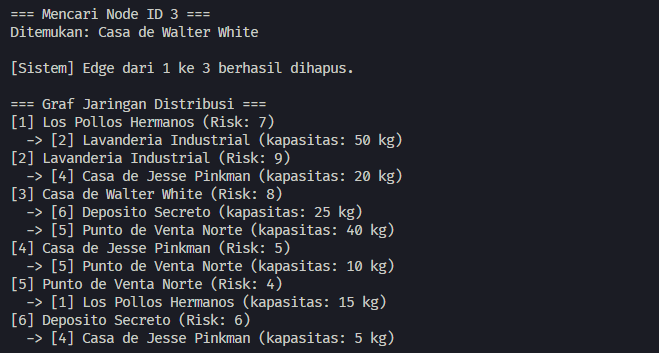 === Mencari Node ID 3 ===
Ditemukan: Casa de Walter White

[Sistem] Edge dari 1 ke 3 berhasil dihapus.

=== Graf Jaringan Distribusi ===
[1] Los Pollos Hermanos (Risk: 7)
  -> [2] Lavanderia Industrial (kapasitas: 50 kg)
[2] Lavanderia Industrial (Risk: 9)
  -> [4] Casa de Jesse Pinkman (kapasitas: 20 kg)
[3] Casa de Walter White (Risk: 8)
  -> [6] Deposito Secreto (kapasitas: 25 kg)
  -> [5] Punto de Venta Norte (kapasitas: 40 kg)
[4] Casa de Jesse Pinkman (Risk: 5)
  -> [5] Punto de Venta Norte (kapasitas: 10 kg)
[5] Punto de Venta Norte (Risk: 4)
  -> [1] Los Pollos Hermanos (kapasitas: 15 kg)
[6] Deposito Secreto (Risk: 6)
  -> [4] Casa de Jesse Pinkman (kapasitas: 5 kg)